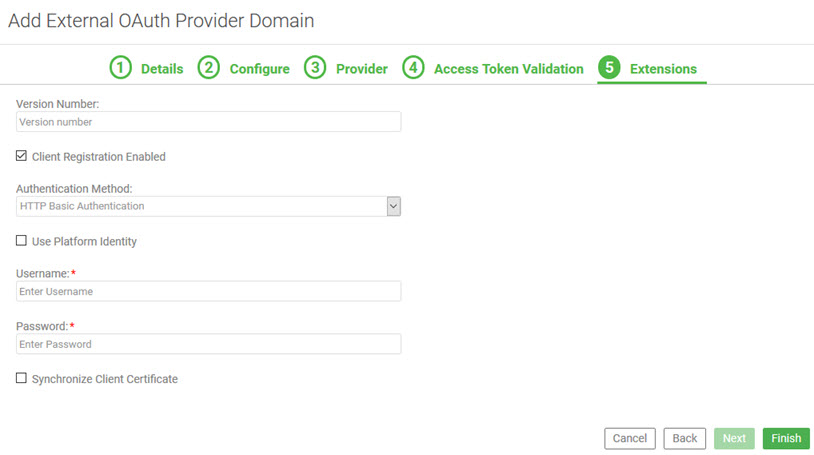 Add External OAuth Provider Domain
1 Details 2 Configure 3 Provider 4 Access Token Validation 5 Extensions
Version Number:
Version number
Client Registration Enabled
Authentication Method:
HTTP Basic Authentication
Use Platform Identity
Username: *
Enter Username
Password: *
Enter Password
Synchronize Client Certificate
Cancel Back Next Finish